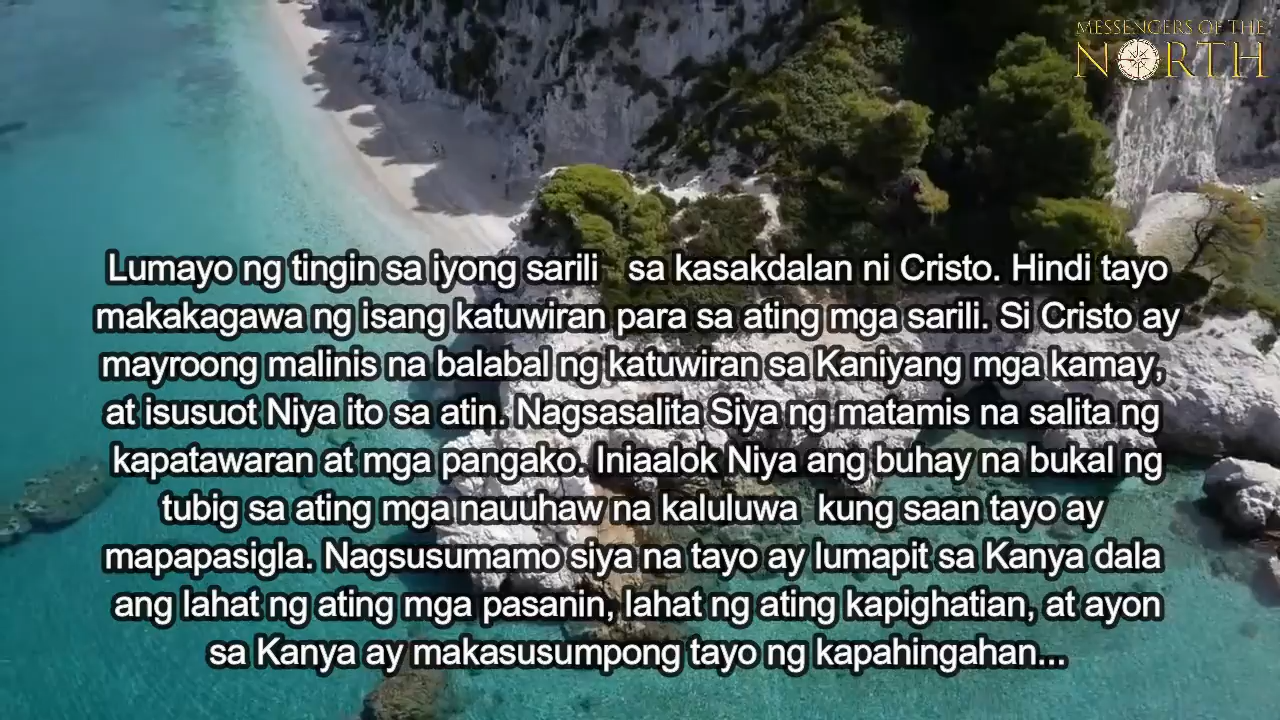 MESSENGERS OF THE
NORTH
Lumayo ng tingin sa iyong sarili sa kasakdalan ni Cristo. Hindi tayo
makakagawa ng isang katuwiran para sa ating mga sarili. Si Cristo ay
mayroong malinis na balabal ng katuwiran sa Kaniyang mga kamay,
at isusuot Niya ito sa atin. Nagsasalita Siya ng matamis na salita ng
kapatawaran at mga pangako. Iniaalok Niya ang buhay na bukal ng
tubig sa ating mga nauuhaw na kaluluwa kung saan tayo ay
mapapasigla. Nagsusumamo siya na tayo ay lumapit sa Kanya dala
ang lahat ng ating mga pasanin, lahat ng ating kapighatian, at ayon
sa Kanya ay makasusumpong tayo ng kapahingahan...